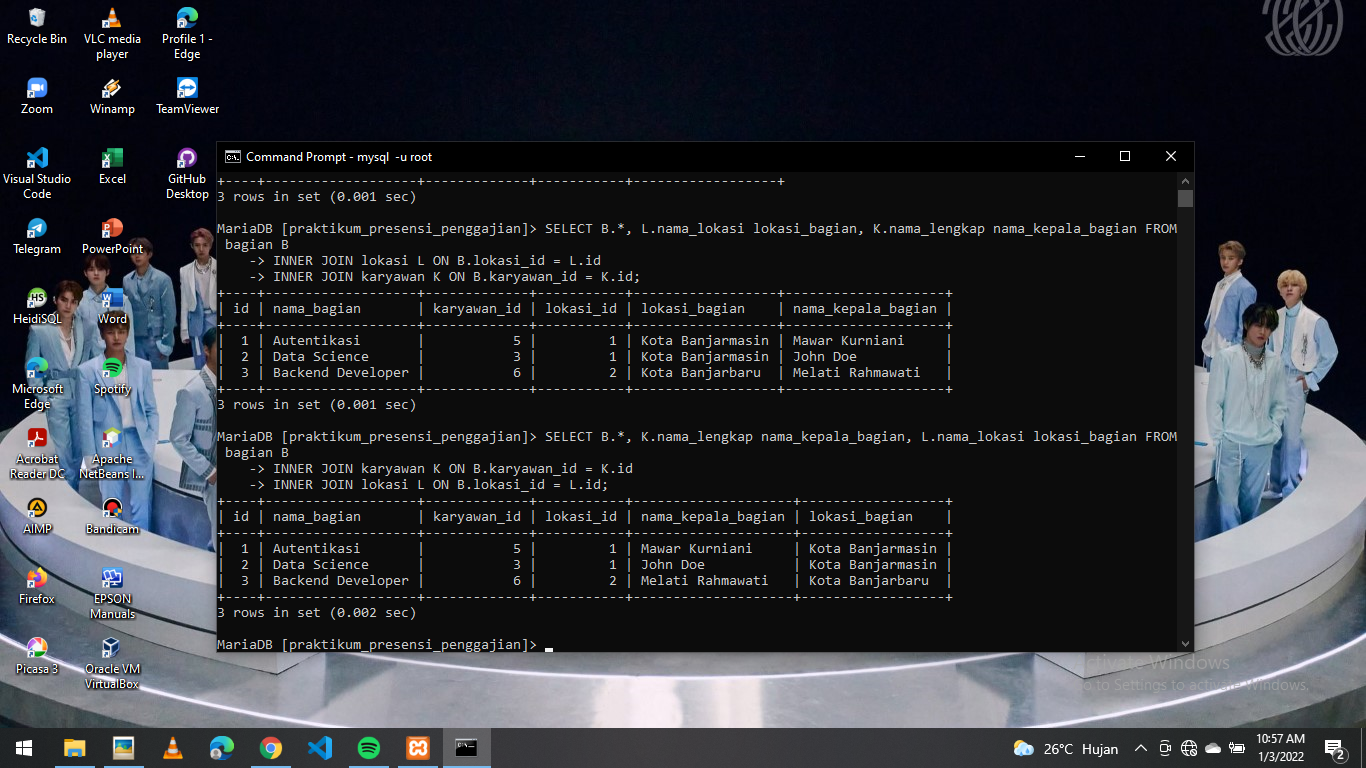 Recycle Bin
VLC media
player
Profile 1 -
Edge
Zoom
Winamp
TeamViewer
Visual Studio
Code
Excel
GitHub
Desktop
Telegram
PowerPoint
HeidiSQL
Word
Microsoft
Edge
Spotify
Acrobat
Reader DC
Apache
NetBeans I...
AIMP
Bandicam
Firefox
EPSON
Manuals
Picasa 3
Oracle VM
VirtualBox
Command Prompt - mysql  -u root
+----+-------------------+-------------+-----------+------------------+
3 rows in set (0.001 sec)
MariaDB [praktikum_presensi_penggajian]> SELECT B.*, L.nama_lokasi lokasi_bagian, K.nama_lengkap nama_kepala_bagian FROM
 bagian B
    -> INNER JOIN lokasi L ON B.lokasi_id = L.id
    -> INNER JOIN karyawan K ON B.karyawan_id = K.id;
+----+-------------------+-------------+-----------+------------------+--------------------+
| id | nama_bagian       | karyawan_id | lokasi_id | lokasi_bagian    | nama_kepala_bagian |
+----+-------------------+-------------+-----------+------------------+--------------------+
|  1 | Autentikasi       |           5 |         1 | Kota Banjarmasin | Mawar Kurniani     |
|  2 | Data Science      |           3 |         1 | Kota Banjarmasin | John Doe           |
|  3 | Backend Developer |           6 |         2 | Kota Banjarbaru  | Melati Rahmawati   |
+----+-------------------+-------------+-----------+------------------+--------------------+
3 rows in set (0.001 sec)
MariaDB [praktikum_presensi_penggajian]> SELECT B.*, K.nama_lengkap nama_kepala_bagian, L.nama_lokasi lokasi_bagian FROM
 bagian B
    -> INNER JOIN karyawan K ON B.karyawan_id = K.id
    -> INNER JOIN lokasi L ON B.lokasi_id = L.id;
+----+-------------------+-------------+-----------+--------------------+------------------+
| id | nama_bagian       | karyawan_id | lokasi_id | nama_kepala_bagian | lokasi_bagian    |
+----+-------------------+-------------+-----------+--------------------+------------------+
|  1 | Autentikasi       |           5 |         1 | Mawar Kurniani     | Kota Banjarmasin |
|  2 | Data Science      |           3 |         1 | John Doe           | Kota Banjarmasin |
|  3 | Backend Developer |           6 |         2 | Melati Rahmawati   | Kota Banjarbaru  |
+----+-------------------+-------------+-----------+--------------------+------------------+
3 rows in set (0.002 sec)
MariaDB [praktikum_presensi_penggajian]>
ctivate Windows
o to Settings to activate Windows.
26°C Hujan
10:57 AM
1/3/2022
2